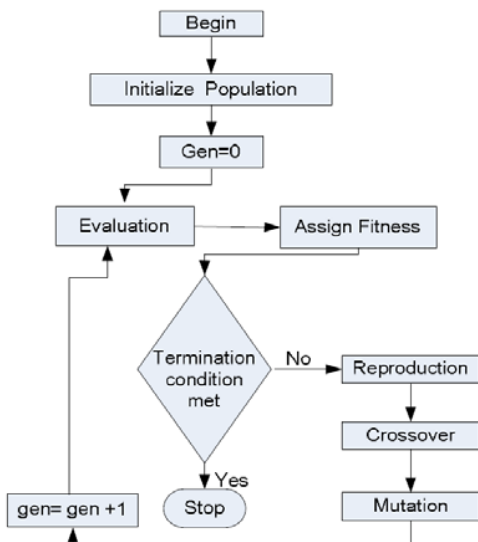 Begin
Initialize Population
Gen=0
Evaluation
Assign Fitness
Termination
condition
met
No
Reproduction
Crossover
Mutation
Yes
Stop
gen= gen +1